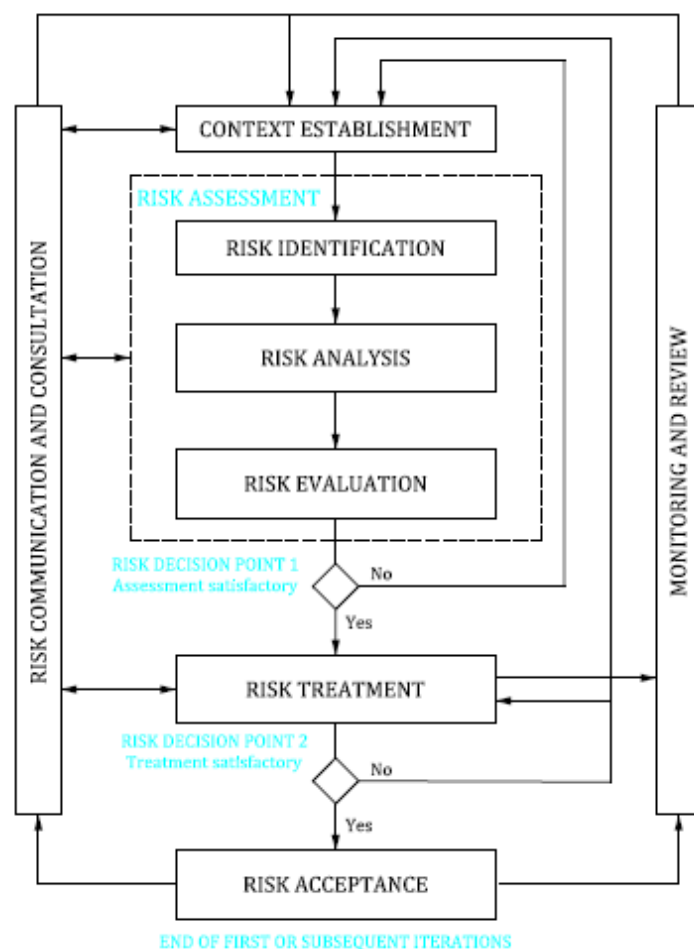 CONTEXT ESTABLISHMENT
RISK ASSESSMENT
RISK IDENTIFICATION
RISK ANALYSIS
RISK EVALUATION
RISK DECISION POINT 1
Assessment satisfactory
No
Yes
RISK TREATMENT
RISK DECISION POINT 2
Treatment satisfactory
No
Yes
RISK ACCEPTANCE
END OF FIRST OR SUBSEQUENT ITERATIONS
RISK COMMUNICATION AND CONSULTATION
MONITORING AND REVIEW